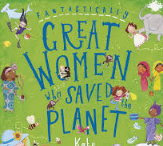 FANTASTICALLY
GREAT
WOMEN
WHO SAVED THE
PLANET
Kate